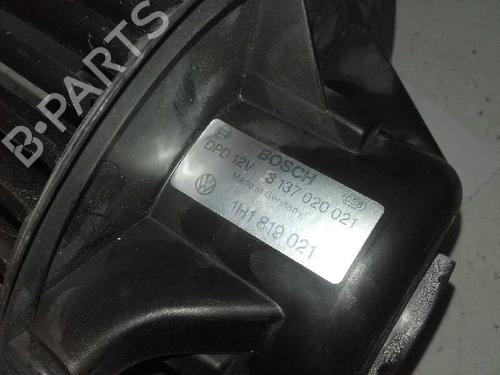 B-PARTS
BOSCH
DPD 12V 3 137 020 021
Made in Germany
1H1 819 021